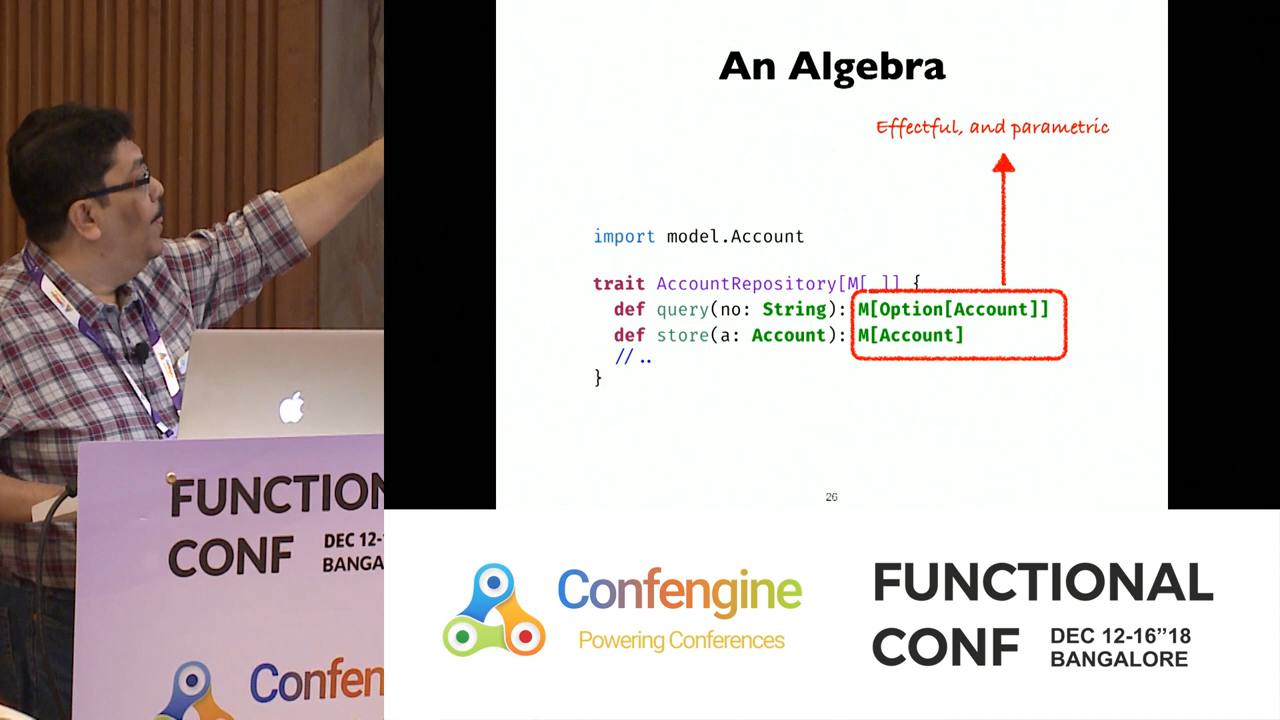 An Algebra
Effectful, and parametric
import model.Account
trait AccountRepository[M[_]] {
def query(no: String): M[Option[Account]]
def store(a: Account): M[Account]
//..
}
26
FUNCTION
CONF DEC 12-1
BANGA
Confen
Confengine
Powering Conferences
FUNCTIONAL
CONF DEC 12-16"18
BANGALORE